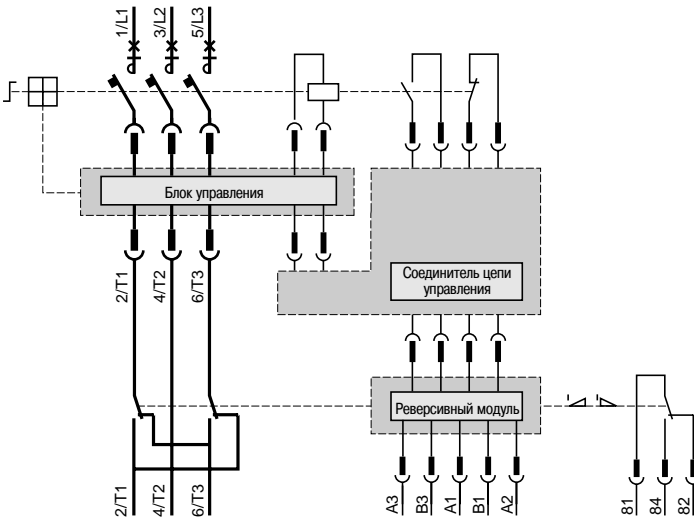 1/L1
3/L2
5/L3
Блок управления
2/T1
4/T2
6/T3
Соединитель цепи
управления
Реверсивный модуль
2/T1
4/T2
6/T3
A3
B3
A1
B1
A2
81
84
82